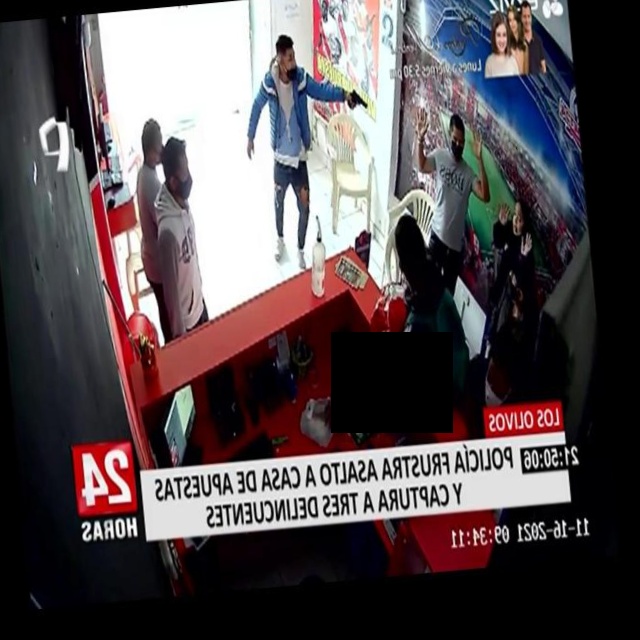 Lunes a viernes 5:30 pm
LOS OLIVOS
21:50:06
POLICÍA FRUSTRA ASALTO A CASA DE APUESTAS
Y CAPTURA A TRES DELINCUENTES
24
HORAS
11-16-2021 09:34:11